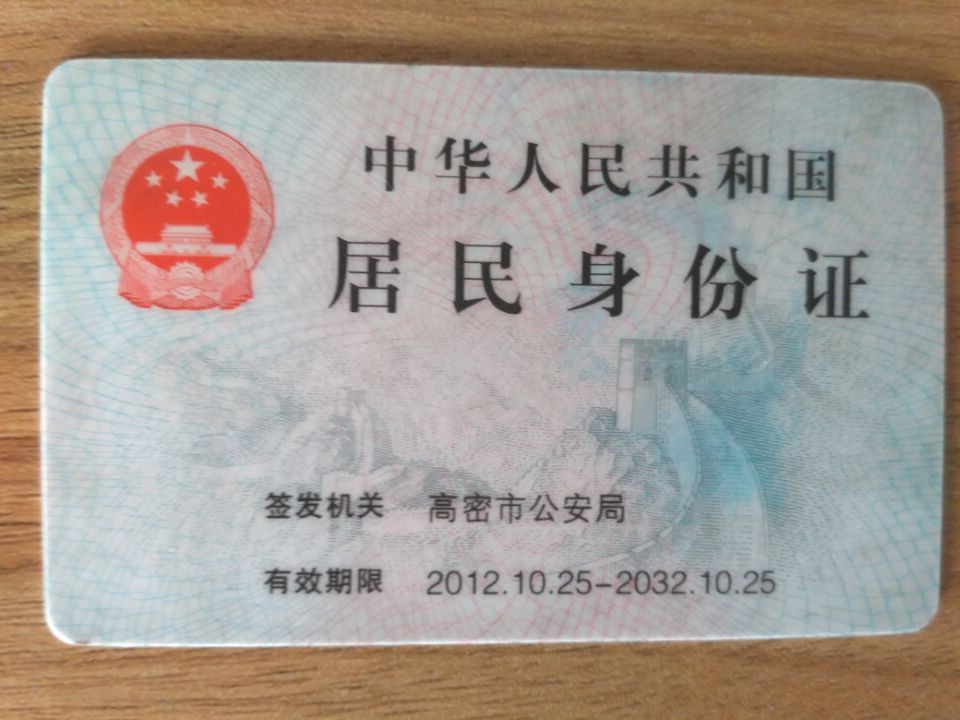 中华人民共和国
居民身份证
签发机关 高密市公安局
有效期限 2012.10.25-2032.10.25